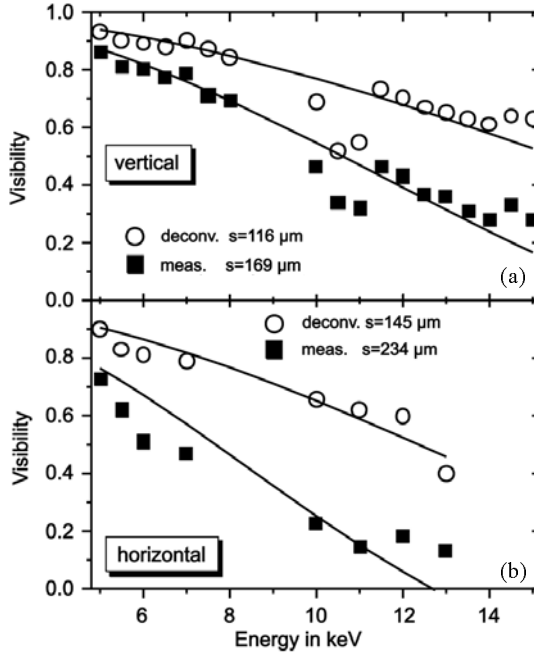 1.0
0.8
0.6
0.4
0.2
0.0
Visibility
vertical
deconv. s=116 µm
meas. s=169 µm
(a)
0.8
0.6
0.4
0.2
0.0
Visibility
deconv. s=145 µm
meas. s=234 µm
horizontal
(b)
6 8 10 12 14
Energy in keV